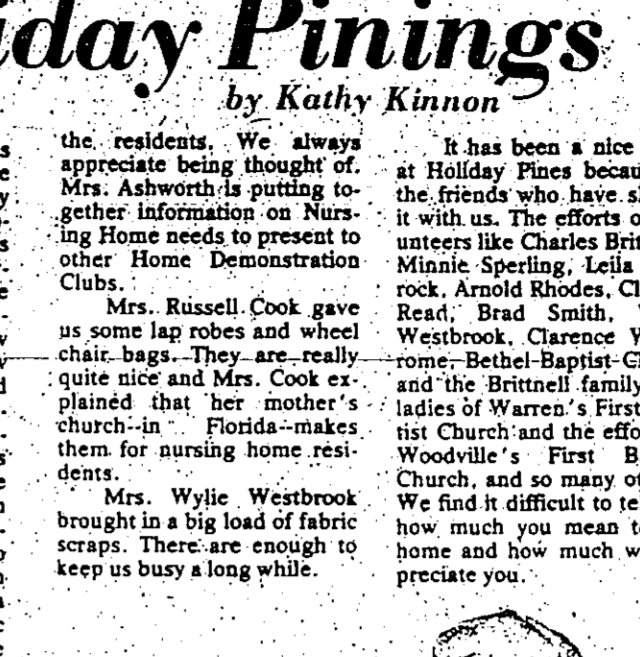 day Pinings
by Kathy Kinnon
the residents. We always
appreciate being thought of.
Mrs. Ashworth is putting to-
gether information on Nurs-
ing Home needs to present to
other Home Demonstration
Clubs.
Mrs. Russell Cook gave
us some lap robes and wheel
chair bags. They are really
quite nice and Mrs. Cook ex-
plained that her mother's
church in Florida makes
them for nursing home resi-
dents.
Mrs. Wylie Westbrook
brought in a big load of fabric
scraps. There are enough to
keep us busy a long while.
It has been a nice
at Holiday Pines becau
the friends who have s
it with us. The efforts o
unteers like Charles Brit
Minnie Sperling, Leila
rock, Arnold Rhodes, Cl
Read, Brad Smith,
Westbrook, Clarence W
rome, Bethel Baptist C
and the Brittnell family
ladies of Warren's First
tist Church and the effo
Woodville's First B
Church, and so many ot
We find it difficult to te
how much you mean t
home and how much w
preciate you.